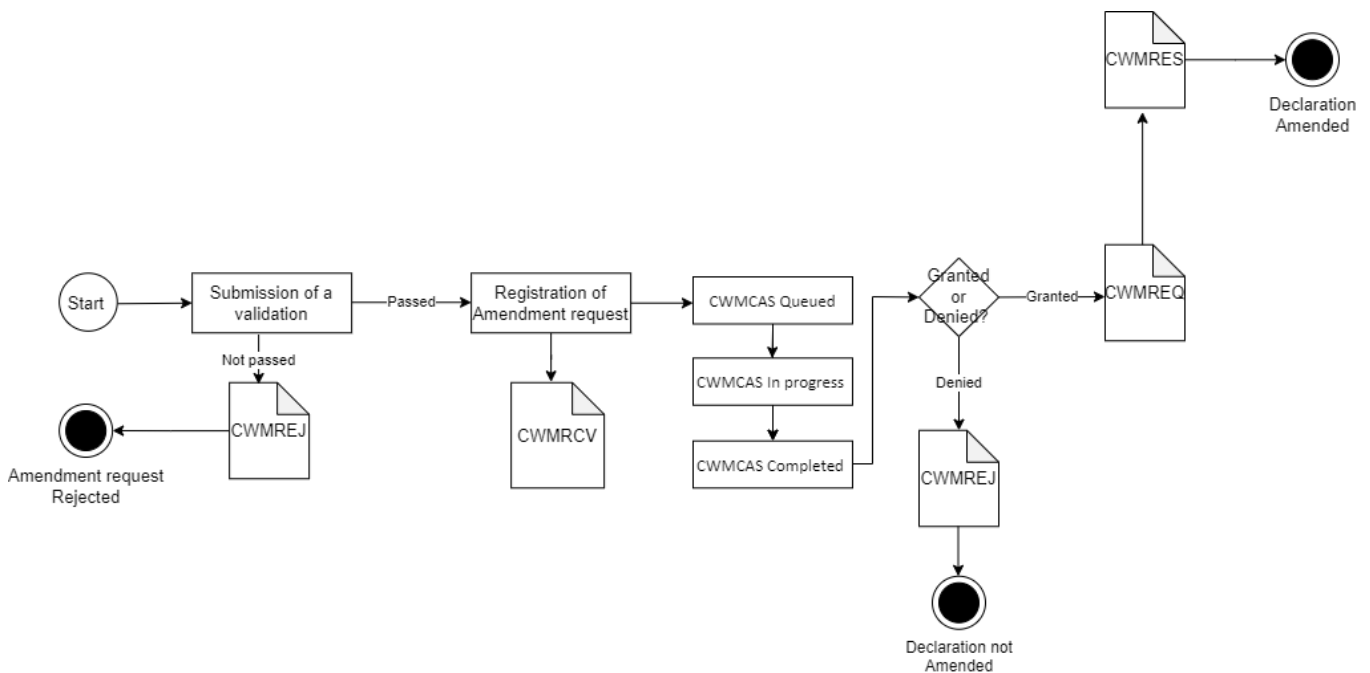 CWMRES
Declaration
Amended
Start
Submission of a
validation
Passed
Registration of
Amendment request
CWMCAS Queued
Granted
or
Denied?
Granted
CWMREQ
Not passed
CWMCAS In progress
Denied
CWMREJ
CWMRCV
CWMCAS Completed
CWMREJ
Amendment request
Rejected
Declaration not
Amended